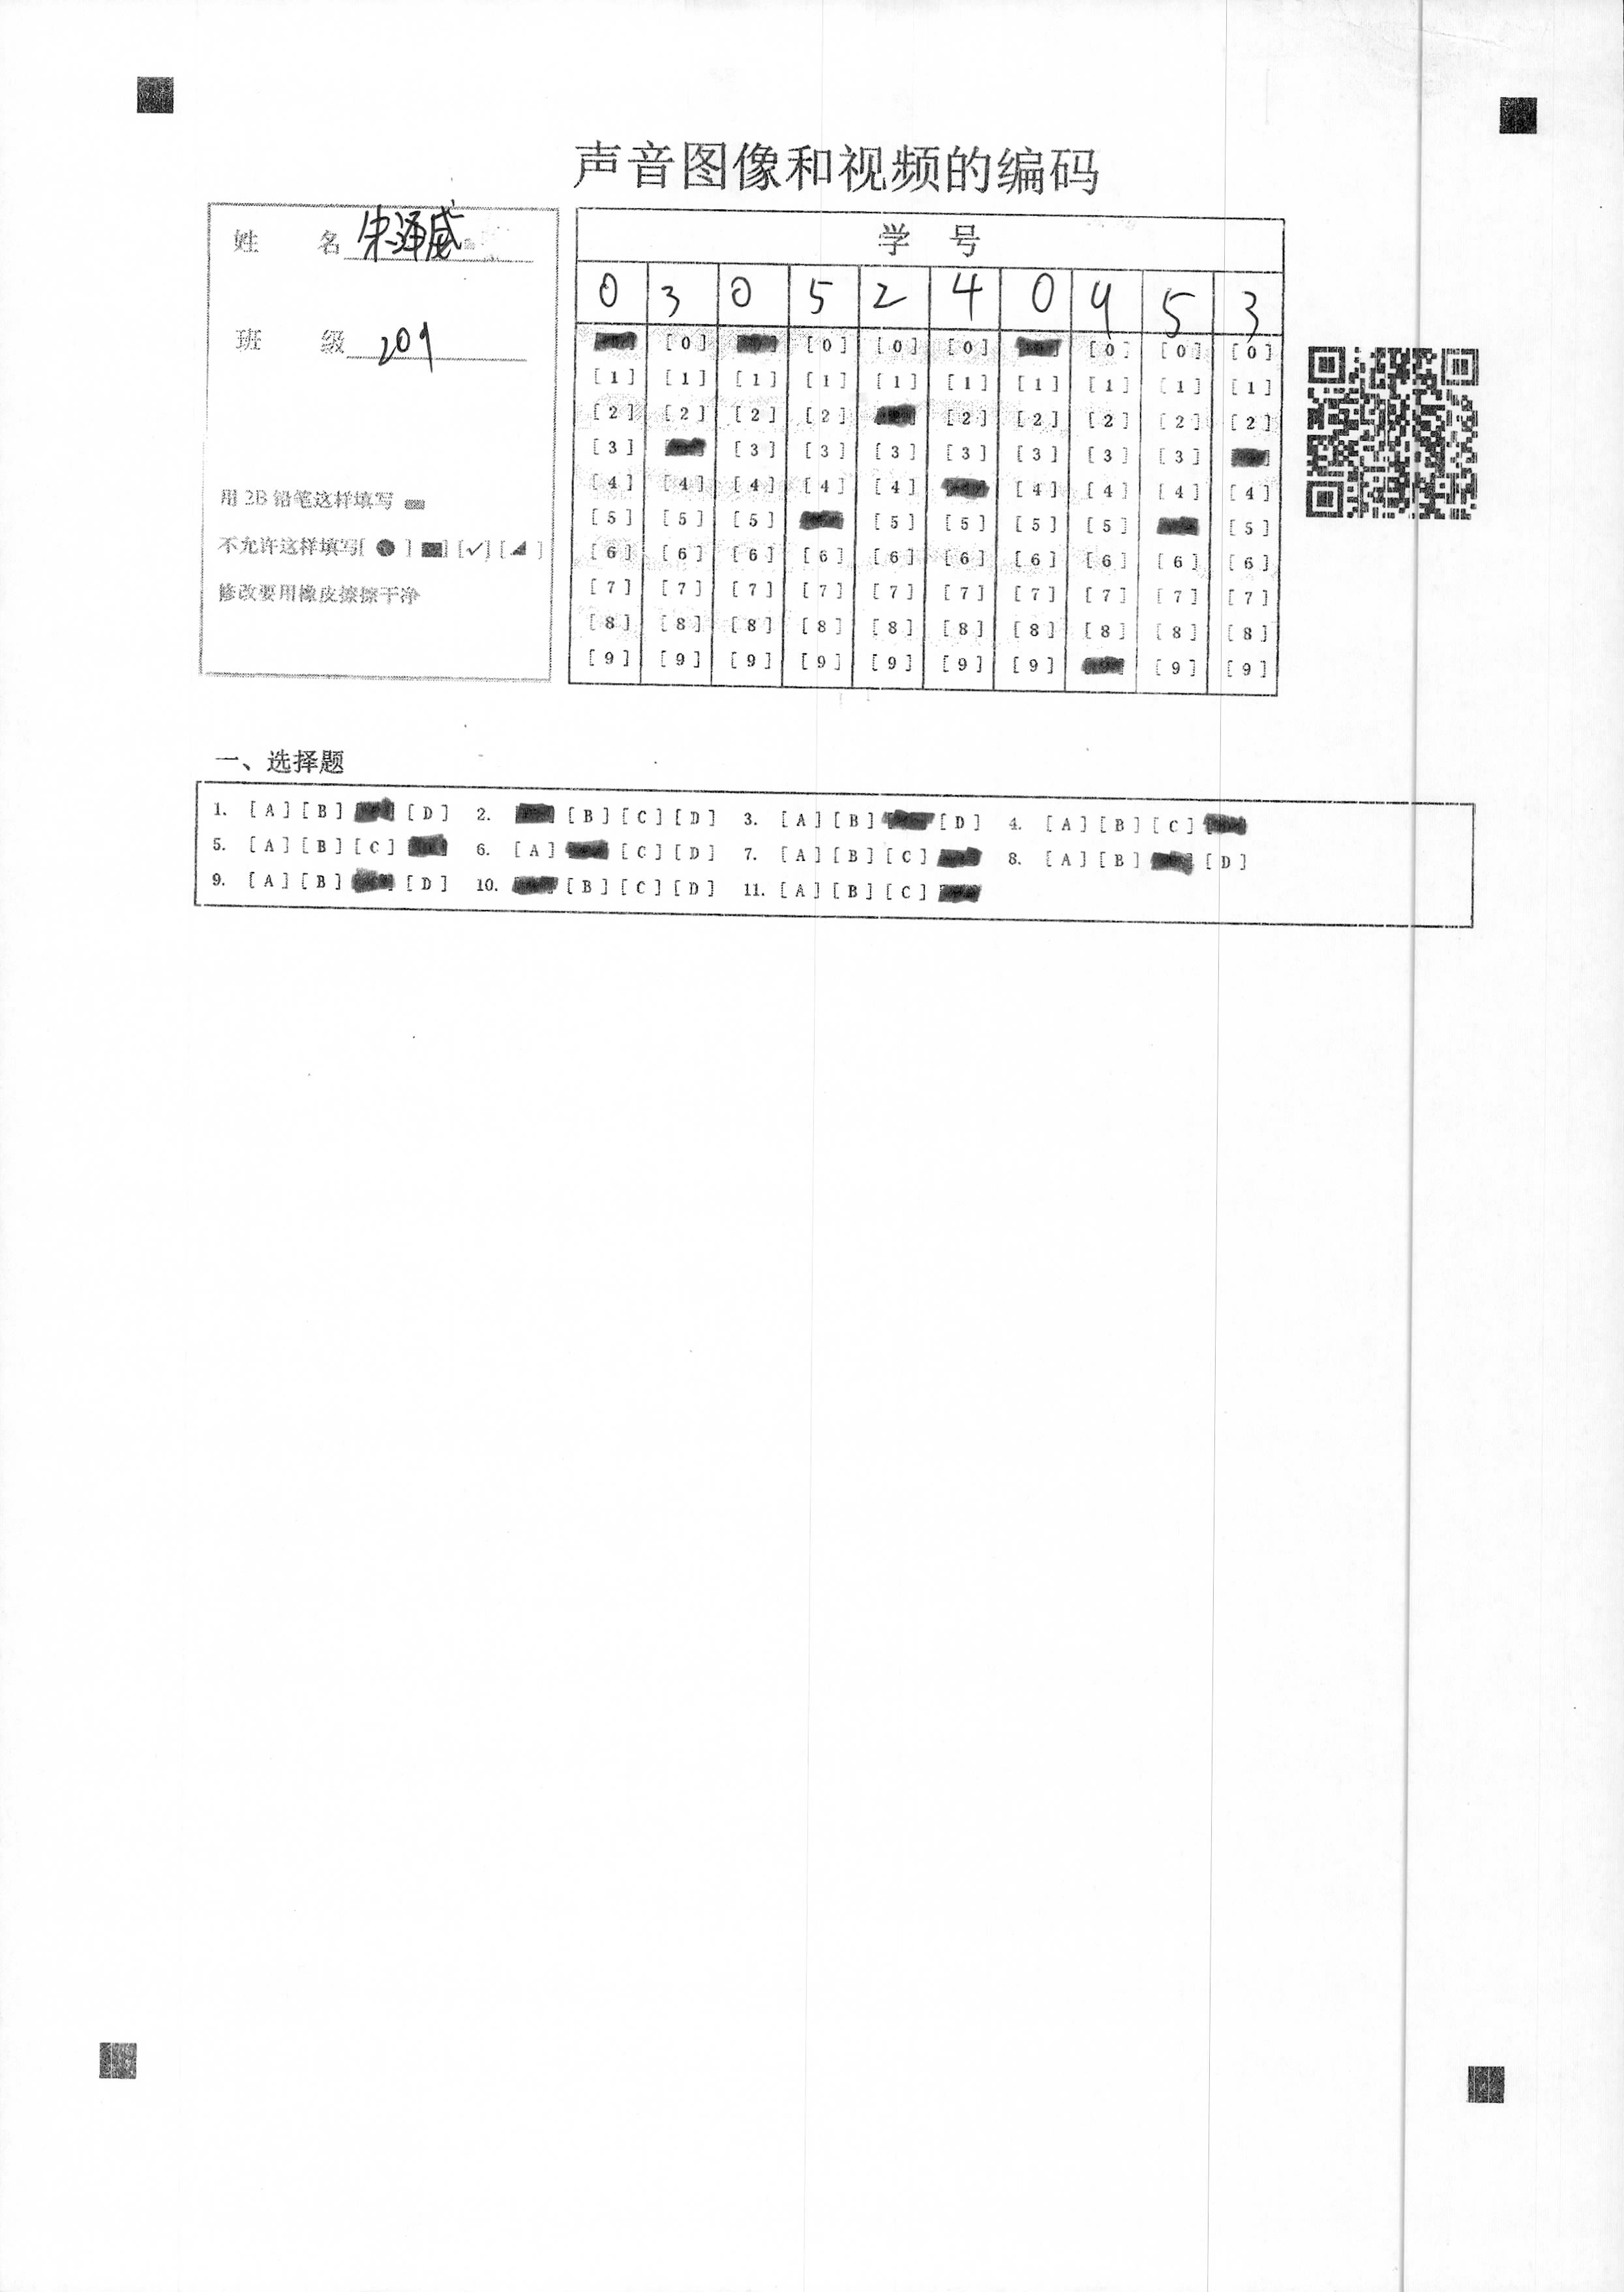 声音图像和视频的编码
姓 名 朱泽威
班 级 209
用 2B 铅笔这样填写
不允许这样填写[ ● ] [■] [✓] [◢ ]
修改要用橡皮擦擦干净
学 号
0 3 0 5 2 4 0 9 5 3
[0] [0] [0] [0] [0] [0] [0]
[1] [1] [1] [1] [1] [1] [1] [1] [1] [1]
[2] [2] [2] [2] [2] [2] [2] [2] [2]
[3] [3] [3] [3] [3] [3] [3] [3]
[4] [4] [4] [4] [4] [4] [4] [4] [4]
[5] [5] [5] [5] [5] [5] [5] [5]
[6] [6] [6] [6] [6] [6] [6] [6] [6] [6]
[7] [7] [7] [7] [7] [7] [7] [7] [7] [7]
[8] [8] [8] [8] [8] [8] [8] [8] [8] [8]
[9] [9] [9] [9] [9] [9] [9] [9] [9]
一、选择题
1. [A] [B] [D] 2. [B] [C] [D] 3. [A] [B] [D] 4. [A] [B] [C]
5. [A] [B] [C] 6. [A] [C] [D] 7. [A] [B] [C] 8. [A] [B] [D]
9. [A] [B] [D] 10. [B] [C] [D] 11. [A] [B] [C]